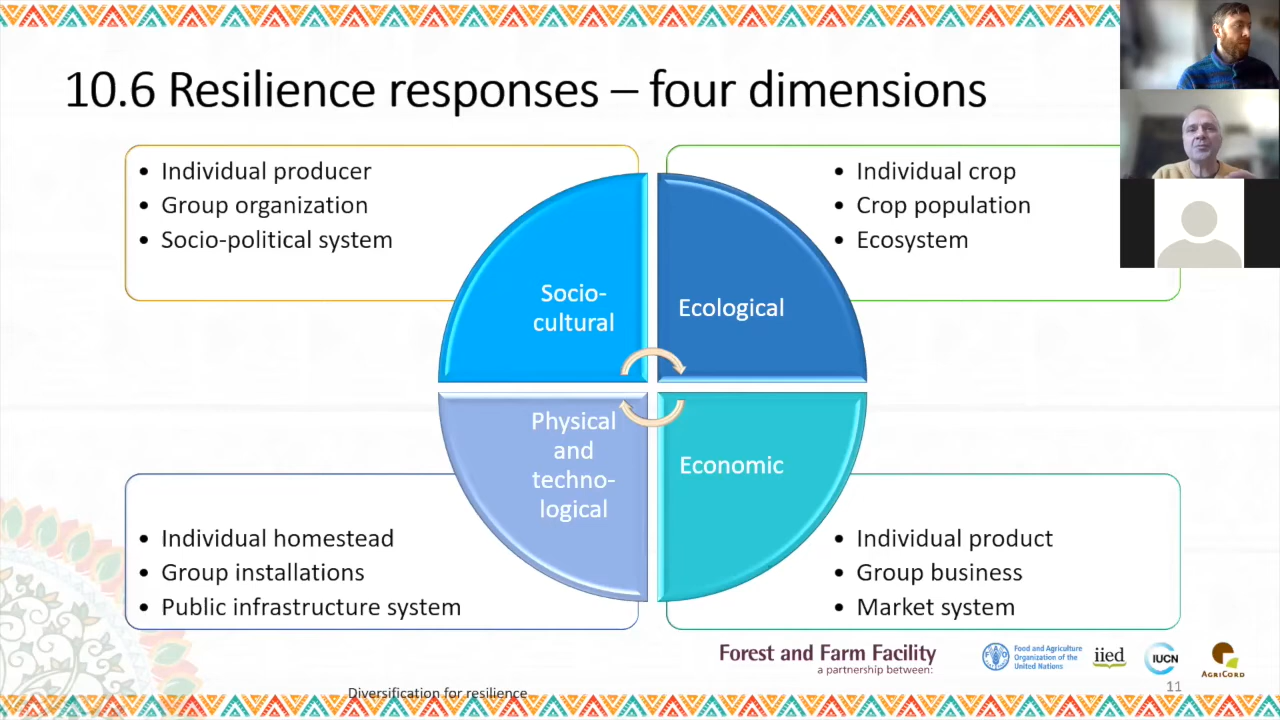 10.6 Resilience responses – four dimensions
• Individual producer
• Group organization
• Socio-political system
• Individual crop
• Crop population
• Ecosystem
Socio-
cultural
Ecological
Physical
and
techno-
logical
Economic
• Individual homestead
• Group installations
• Public infrastructure system
• Individual product
• Group business
• Market system
Forest and Farm Facility
a partnership between:
FAO
Food and Agriculture
Organization of the
United Nations
iied
IUCN
AGRICORD
Diversification for resilience
11